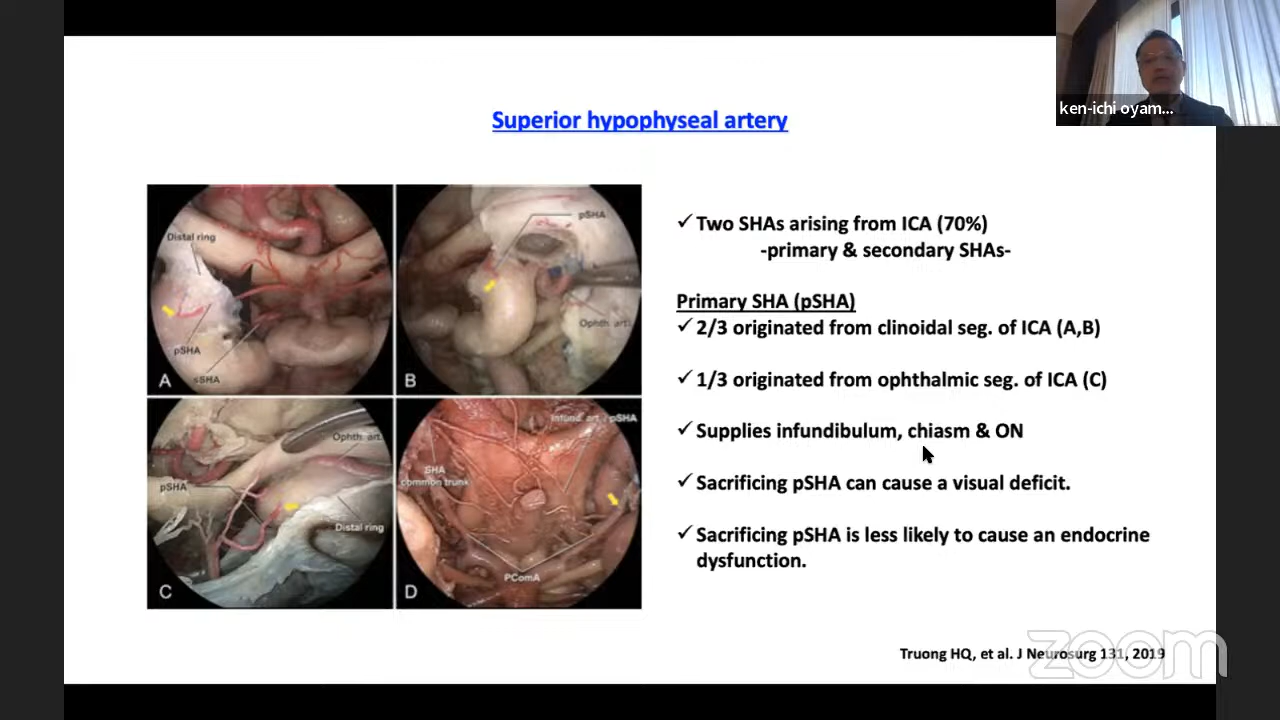 ken-ichi oyam...
Superior hypophyseal artery
Distal ring
pSHA
sSHA
A
pSHA
Ophth. art.
B
Ophth. art.
pSHA
Distal ring
C
Infund. art. / pSHA
SHA
common trunk
PComA
D
✓Two SHAs arising from ICA (70%)
-primary & secondary SHAs-
Primary SHA (pSHA)
✓2/3 originated from clinoidal seg. of ICA (A,B)
✓1/3 originated from ophthalmic seg. of ICA (C)
✓Supplies infundibulum, chiasm & ON
✓Sacrificing pSHA can cause a visual deficit.
✓Sacrificing pSHA is less likely to cause an endocrine
dysfunction.
Truong HQ, et al. J Neurosurg 131, 2019
zoom